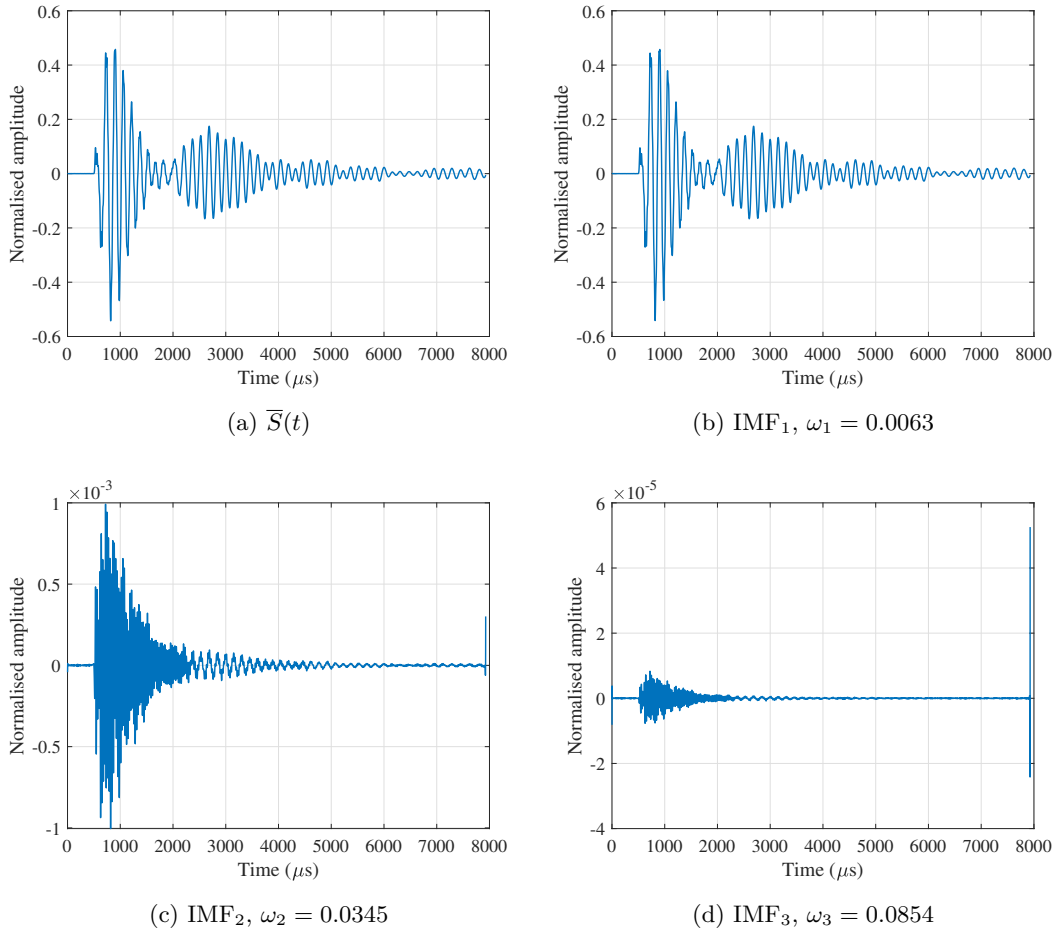 0.6
0.4
0.2
0
-0.2
-0.4
-0.6
Normalised amplitude
0 1000 2000 3000 4000 5000 6000 7000 8000
Time (μs)
(a) S̅(t)
0.6
0.4
0.2
0
-0.2
-0.4
-0.6
Normalised amplitude
0 1000 2000 3000 4000 5000 6000 7000 8000
Time (μs)
(b) IMF₁, ω₁ = 0.0063
×10⁻³
1
0.5
0
-0.5
-1
Normalised amplitude
0 1000 2000 3000 4000 5000 6000 7000 8000
Time (μs)
(c) IMF₂, ω₂ = 0.0345
×10⁻⁵
6
4
2
0
-2
-4
Normalised amplitude
0 1000 2000 3000 4000 5000 6000 7000 8000
Time (μs)
(d) IMF₃, ω₃ = 0.0854